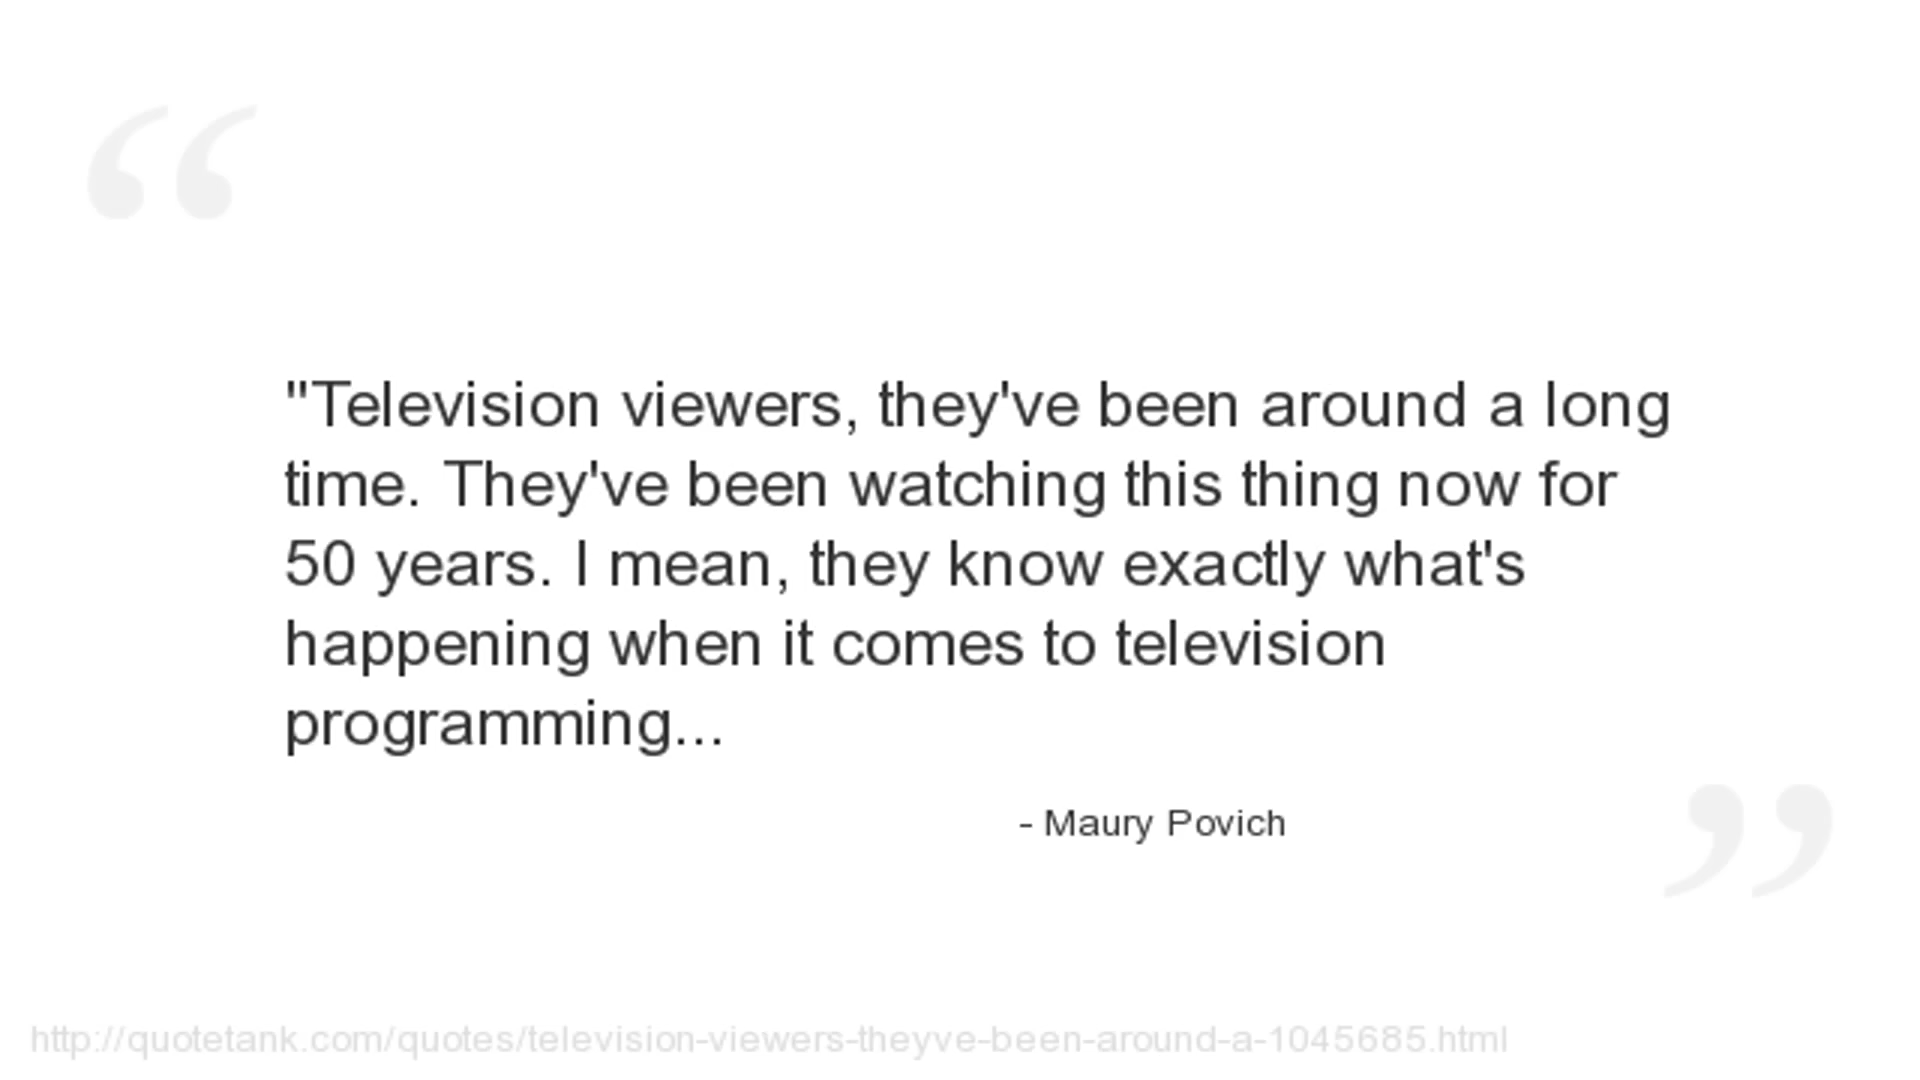 "Television viewers, they've been around a long
time. They've been watching this thing now for
50 years. I mean, they know exactly what's
happening when it comes to television
programming...
- Maury Povich
http://quotetank.com/quotes/television-viewers-theyve-been-around-a-1045685.html